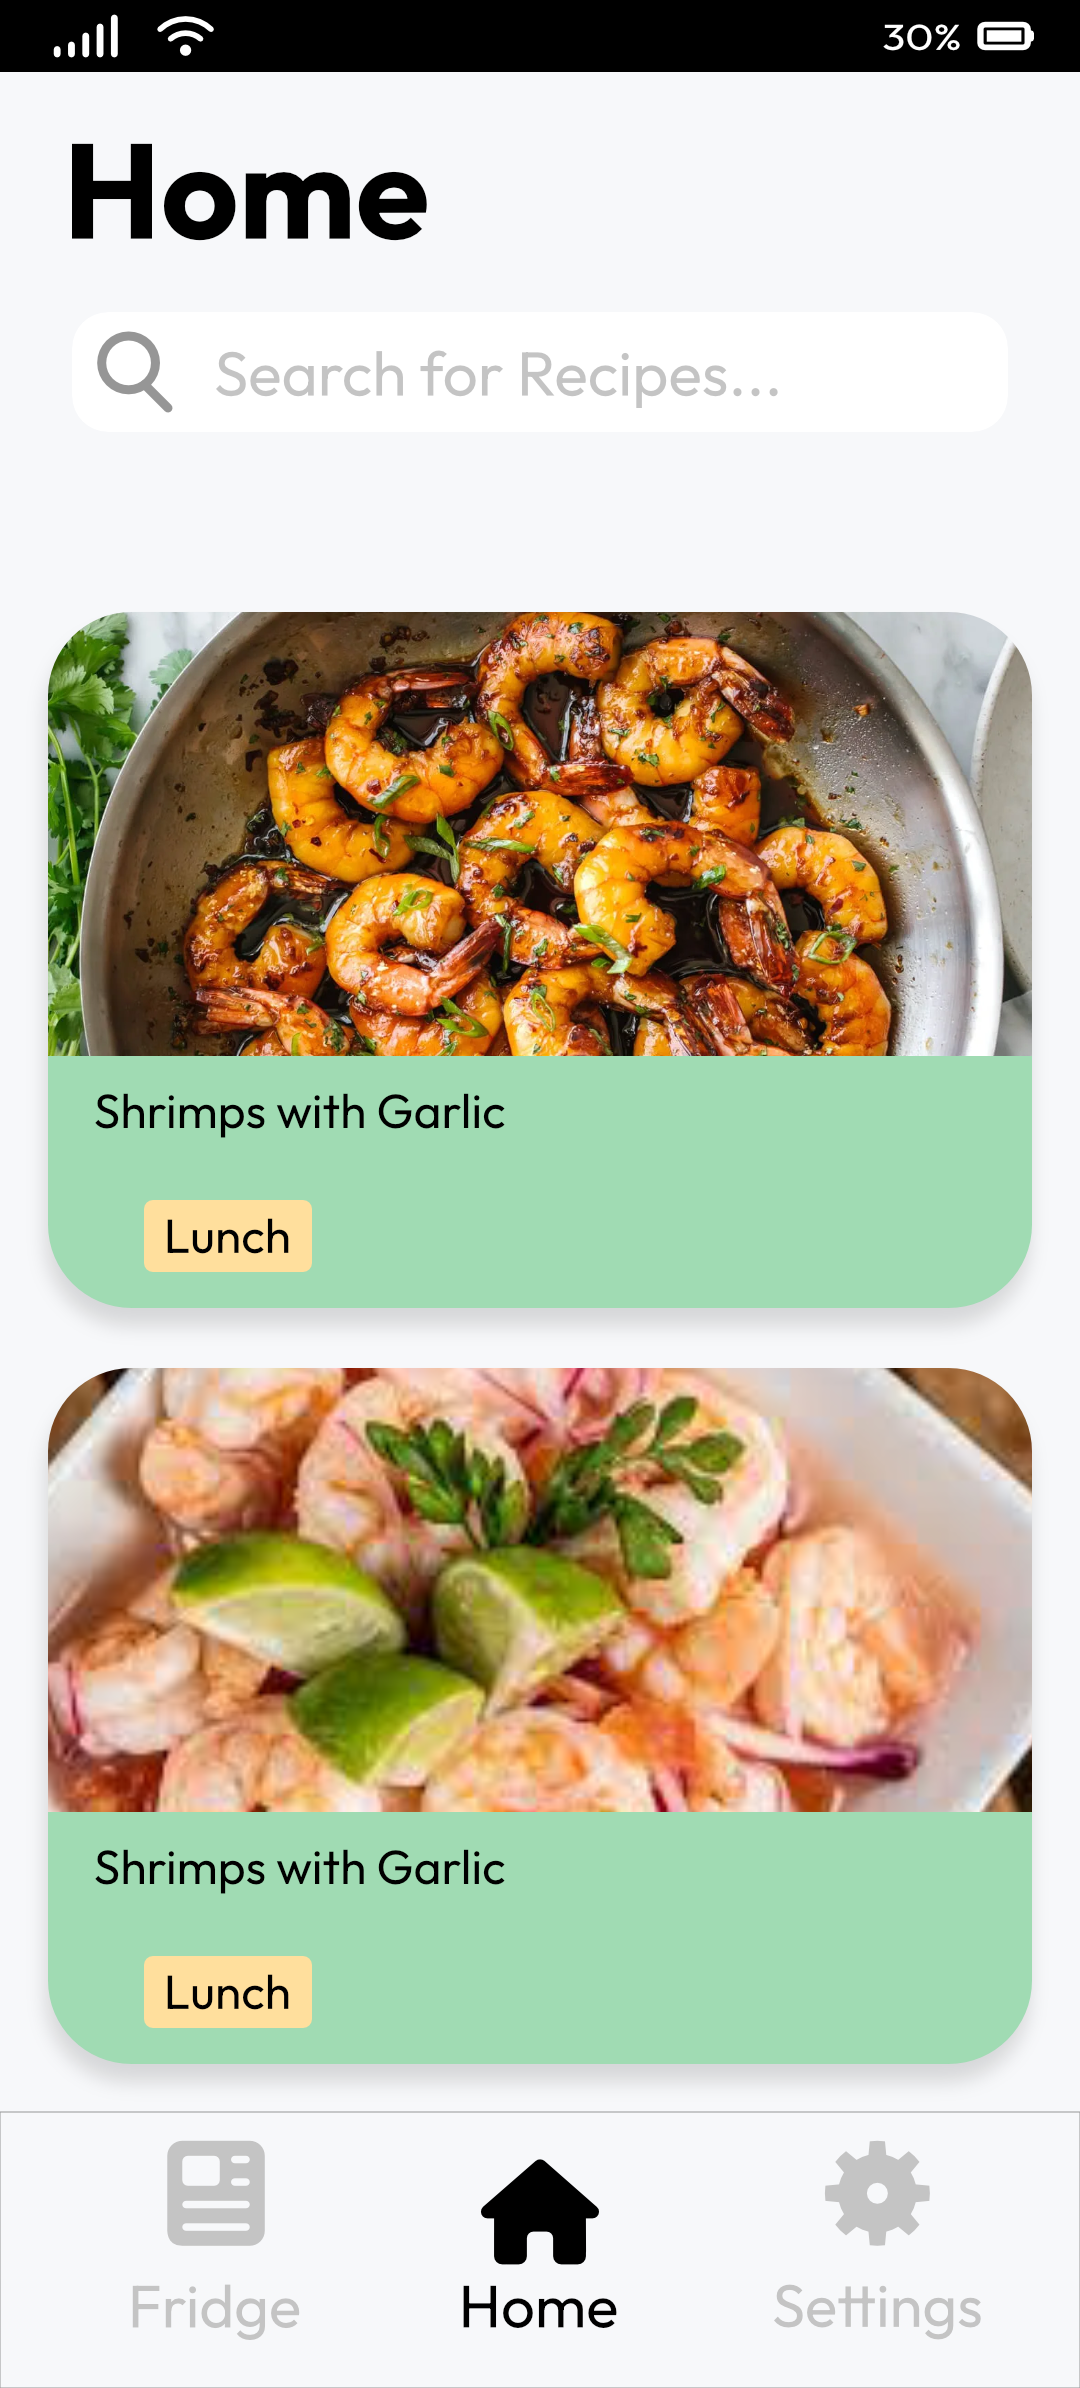 30%
Home
Search for Recipes...
Shrimps with Garlic
Lunch
Shrimps with Garlic
Lunch
Fridge
Home
Settings